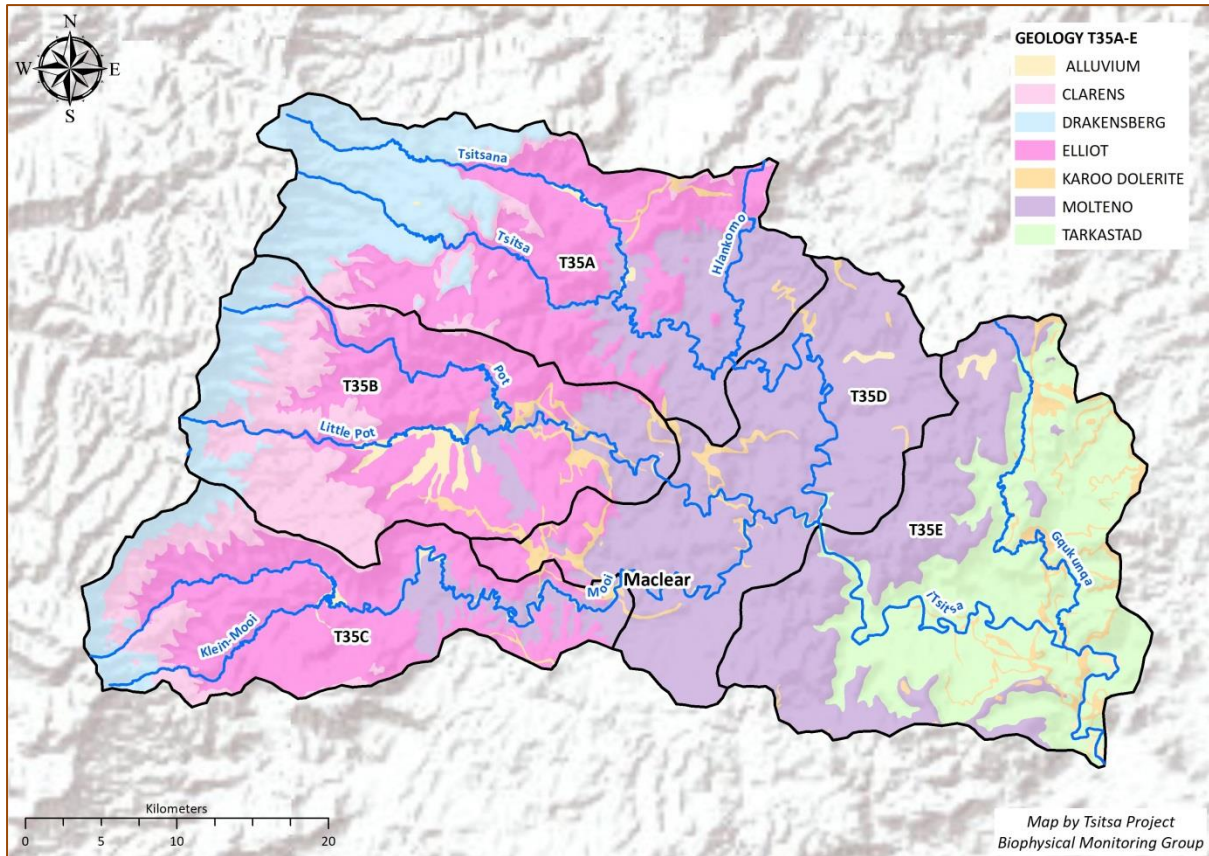 N
W E
S
GEOLOGY T35A-E
ALLUVIUM
CLARENS
DRAKENSBERG
ELLIOT
KAROO DOLERITE
MOLTENO
TARKASTAD
Tsitsana
Tsitsa
T35A
Hlankomo
T35B
Pot
Little Pot
T35D
T35E
Gqukunqa
iTsitsa
Maclear
Mooi
T35C
Klein-Mooi
Kilometers
0 5 10 20
Map by Tsitsa Project
Biophysical Monitoring Group